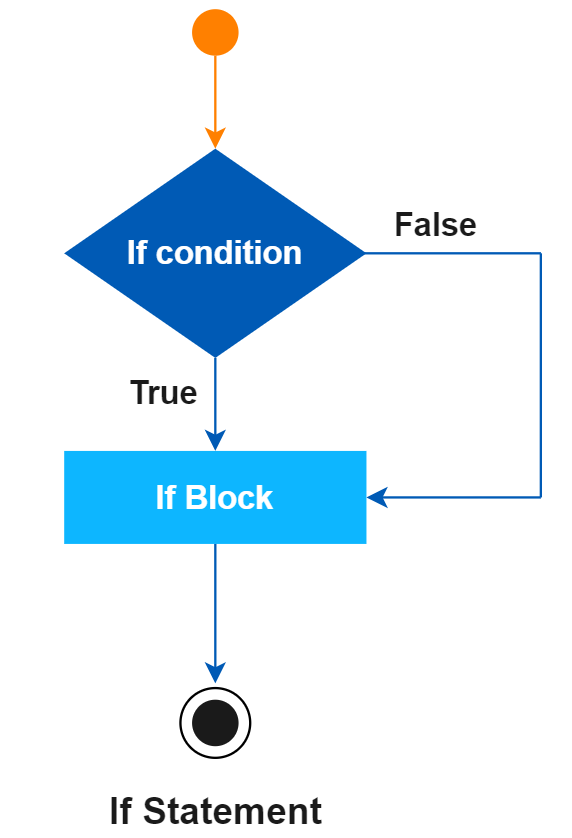 If condition
False
True
If Block
If Statement